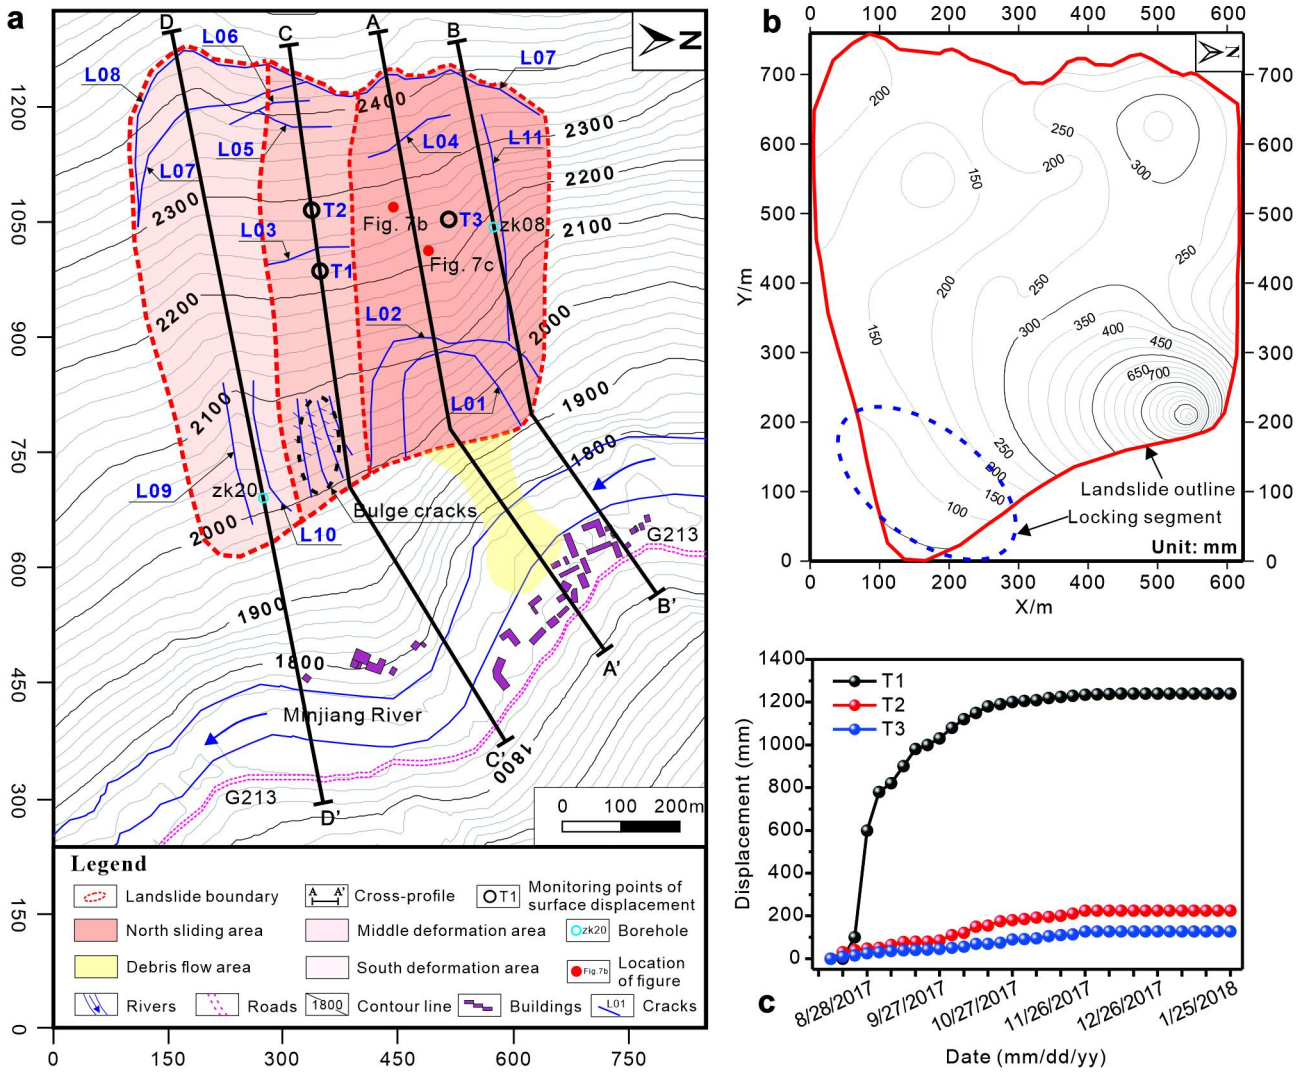 a
D
C
A
B
N
L06
L08
L07
2400
L05
L04
L11
2300
L07
2200
2300
T2
T3
zk08
2100
Fig. 7b
L03
Fig. 7c
T1
2200
L02
2000
2100
L01
1900
1800
L09
zk20
2000
L10
Bulge cracks
G213
1900
B'
1800
A'
Minjiang River
C'
1800
G213
D'
0 100 200m
1200
1050
900
750
600
450
300
150
0
0 150 300 450 600 750
Legend
Landslide boundary
A A'
Cross-profile
T1
Monitoring points of
surface displacement
North sliding area
Middle deformation area
zk20
Borehole
Debris flow area
South deformation area
Fig.7b
Location
of figure
Rivers
Roads
1800
Contour line
Buildings
L01
Cracks
b
0 100 200 300 400 500 600
N
700
600
500
400
300
200
100
0
700
600
500
400
300
200
100
0
Y/m
200
250
200
150
300
250
200
250
150
300
350
400
450
650
700
250
200
150
100
Landslide outline
Locking segment
Unit: mm
0 100 200 300 400 500 600
X/m
1400
1200
1000
800
600
400
200
0
Displacement (mm)
T1
T2
T3
c
8/28/2017
9/27/2017
10/27/2017
11/26/2017
12/26/2017
1/25/2018
Date (mm/dd/yy)